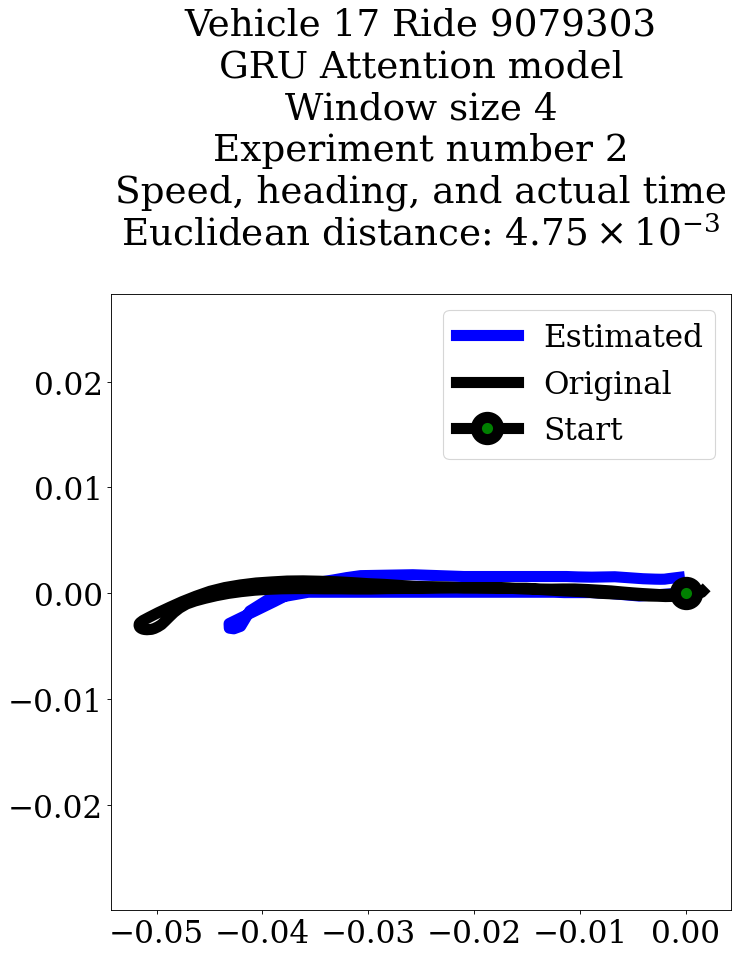 Vehicle 17 Ride 9079303
GRU Attention model
Window size 4
Experiment number 2
Speed, heading, and actual time
Euclidean distance: 4.75 × 10⁻³
Estimated
Original
Start
0.02
0.01
0.00
−0.01
−0.02
−0.05 −0.04 −0.03 −0.02 −0.01 0.00